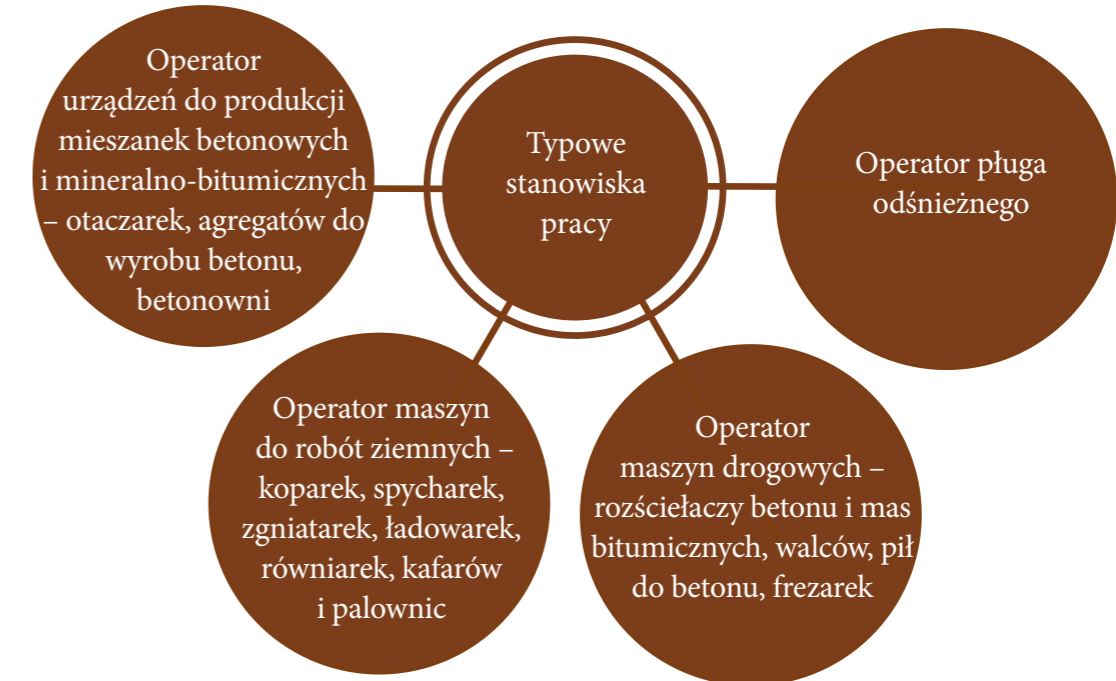 Operator
urządzeń do produkcji
mieszanek betonowych
i mineralno-bitumicznych
– otaczarek, agregatów do
wyrobu betonu,
betonowni
Typowe
stanowiska
pracy
Operator pługa
odśnieżnego
Operator maszyn
do robót ziemnych –
koparek, spycharek,
zgniatarek, ładowarek,
równiarek, kafarów
i palownic
Operator
maszyn drogowych –
rozściełaczy betonu i mas
bitumicznych, walców, pił
do betonu, frezarek